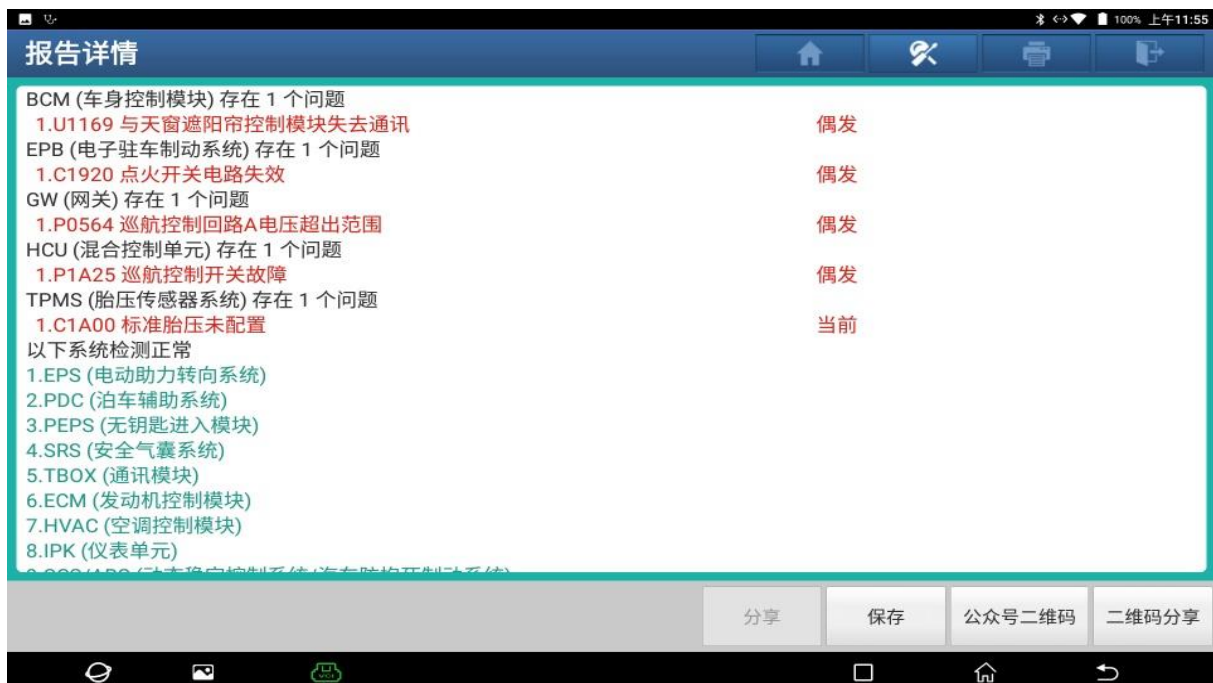 100% 上午11:55
报告详情
BCM (车身控制模块) 存在 1 个问题
1.U1169 与天窗遮阳帘控制模块失去通讯 偶发
EPB (电子驻车制动系统) 存在 1 个问题
1.C1920 点火开关电路失效 偶发
GW (网关) 存在 1 个问题
1.P0564 巡航控制回路A电压超出范围 偶发
HCU (混合控制单元) 存在 1 个问题
1.P1A25 巡航控制开关故障 偶发
TPMS (胎压传感器系统) 存在 1 个问题
1.C1A00 标准胎压未配置 当前
以下系统检测正常
1.EPS (电动助力转向系统)
2.PDC (泊车辅助系统)
3.PEPS (无钥匙进入模块)
4.SRS (安全气囊系统)
5.TBOX (通讯模块)
6.ECM (发动机控制模块)
7.HVAC (空调控制模块)
8.IPK (仪表单元)
分享 保存 公众号二维码 二维码分享
VCI